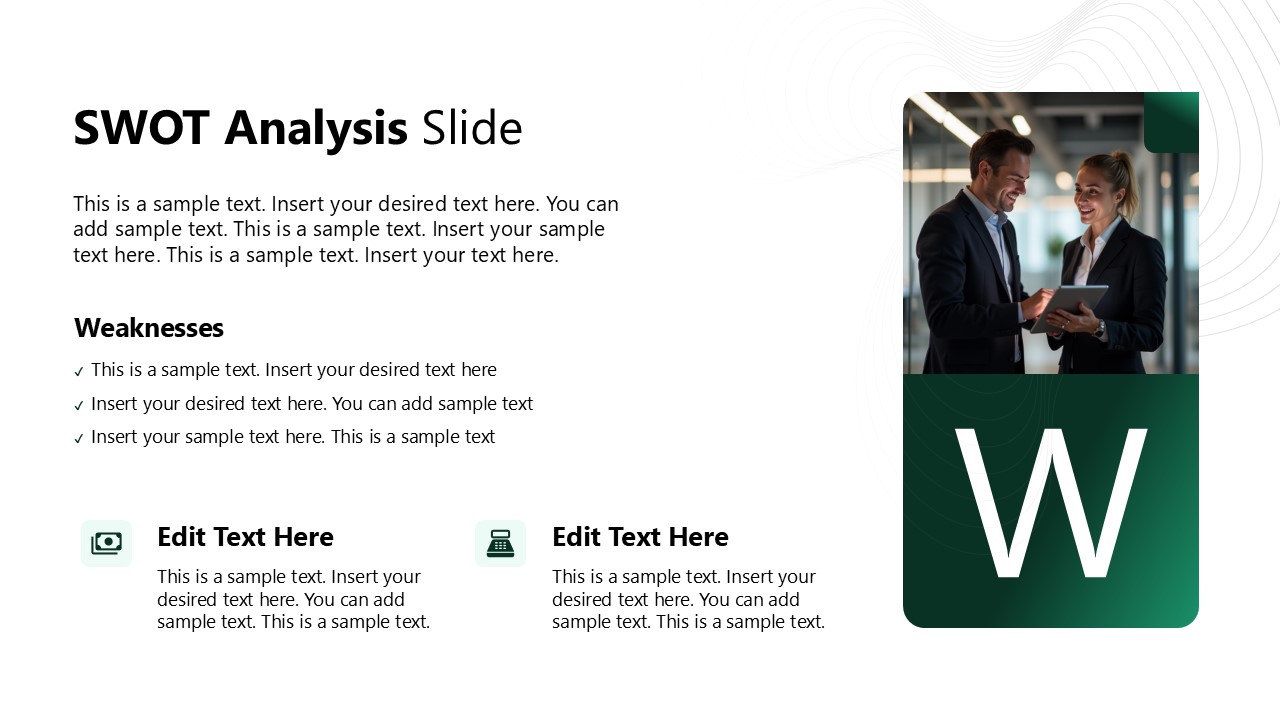 SWOT Analysis Slide
This is a sample text. Insert your desired text here. You can
add sample text. This is a sample text. Insert your sample
text here. This is a sample text. Insert your text here.
Weaknesses
✓ This is a sample text. Insert your desired text here
✓ Insert your desired text here. You can add sample text
✓ Insert your sample text here. This is a sample text
Edit Text Here
This is a sample text. Insert your
desired text here. You can add
sample text. This is a sample text.
Edit Text Here
This is a sample text. Insert your
desired text here. You can add
sample text. This is a sample text.
W